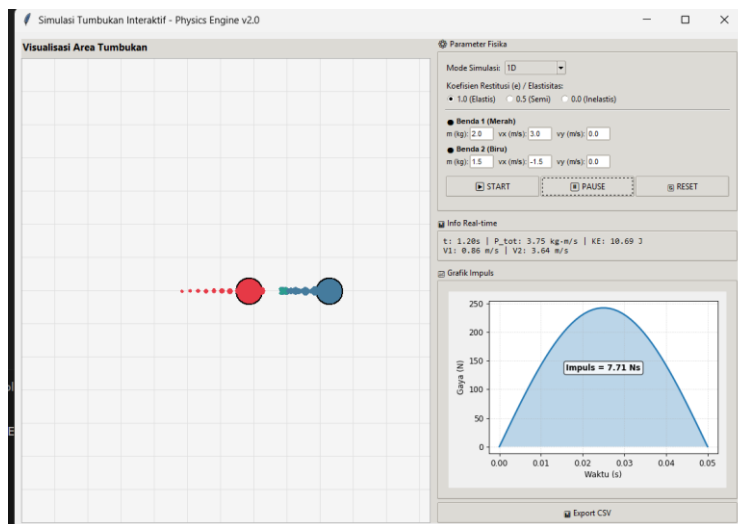 Simulasi Tumbukan Interaktif - Physics Engine v2.0
Visualisasi Area Tumbukan
Parameter Fisika
Mode Simulasi: 1D
Koefisien Restitusi (e) / Elastisitas:
1.0 (Elastis) 0.5 (Semi) 0.0 (Inelastis)
Benda 1 (Merah)
m (kg): 2.0 vx (m/s): 3.0 vy (m/s): 0.0
Benda 2 (Biru)
m (kg): 1.5 vx (m/s): -1.5 vy (m/s): 0.0
START PAUSE RESET
Info Real-time
t: 1.20s | P_tot: 3.75 kg-m/s | KE: 10.69 J
V1: 0.86 m/s | V2: 3.64 m/s
Grafik Impuls
250
200
150
100
50
0
Gaya (N)
Impuls = 7.71 Ns
0.00 0.01 0.02 0.03 0.04 0.05
Waktu (s)
Export CSV